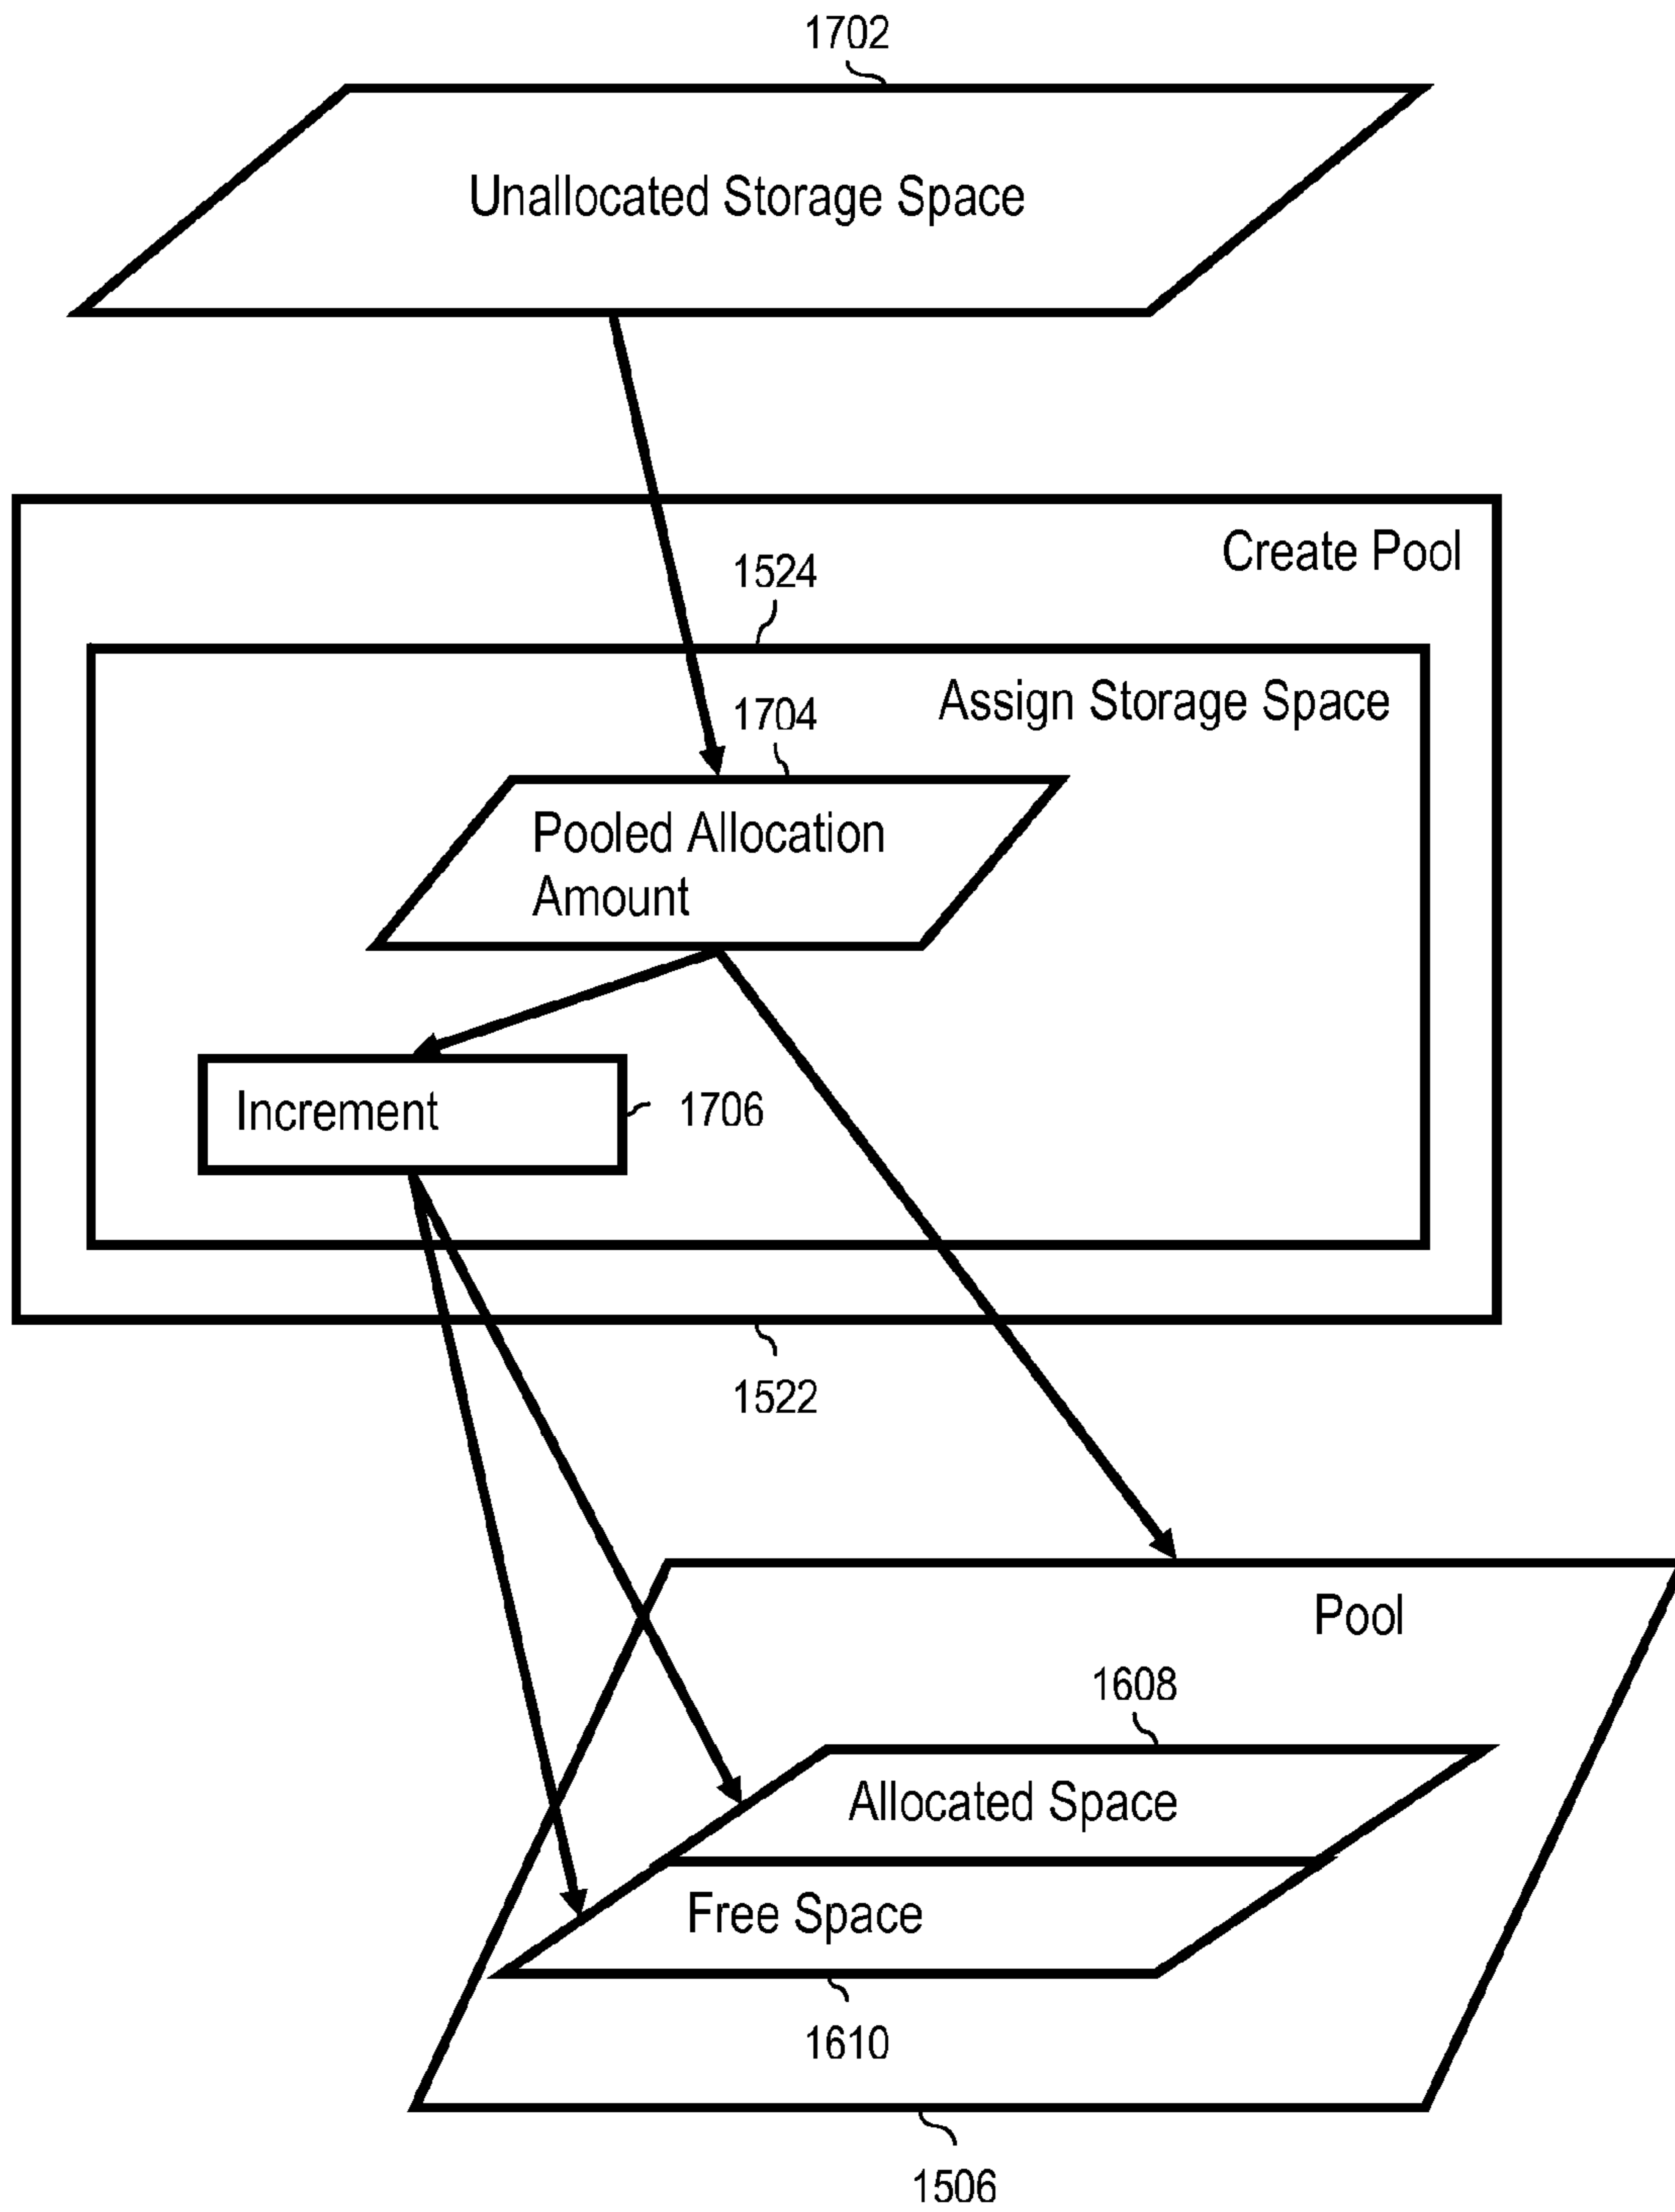 1702
Unallocated Storage Space
Create Pool
1524
Assign Storage Space
1704
Pooled Allocation
Amount
Increment
1706
1522
Pool
1608
Allocated Space
Free Space
1610
1506